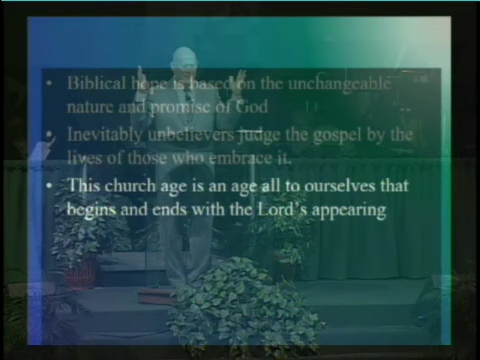 • Biblical hope is based on the unchangeable
nature and promise of God
• Inevitably unbelievers judge the gospel by the
lives of those who embrace it.
• This church age is an age all to ourselves that
begins and ends with the Lord's appearing